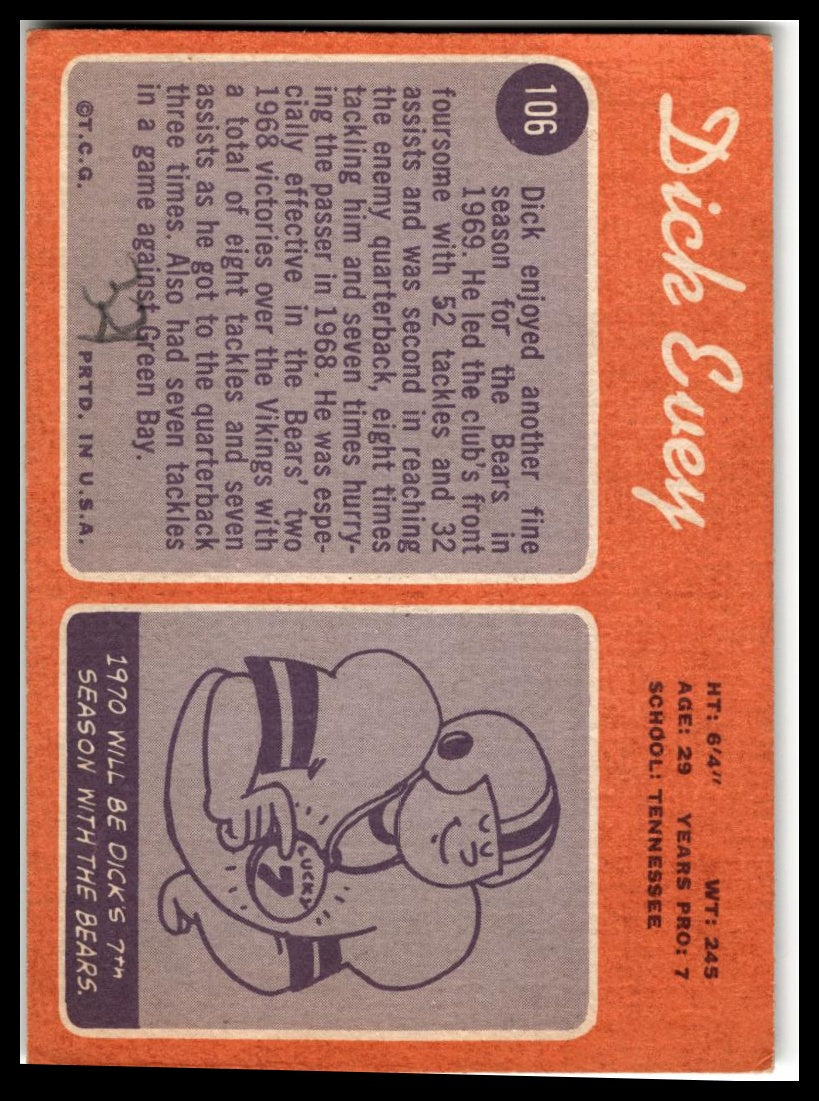 Dick Evey
HT: 6'4" WT: 245
AGE: 29 YEARS PRO: 7
SCHOOL: TENNESSEE
106
Dick enjoyed another fine
season for the Bears in
1969. He led the club's front
foursome with 52 tackles and 32
assists and was second in reaching
the enemy quarterback, eight times
tackling him and seven times hurry-
ing the passer in 1968. He was espe-
cially effective in the Bears' two
1968 victories over the Vikings with
a total of eight tackles and seven
assists as he got to the quarterback
three times. Also had seven tackles
in a game against Green Bay.
©T.C.G. PRTD. IN U.S.A.
LUCKY
7
1970 WILL BE DICK'S 7TH
SEASON WITH THE BEARS.